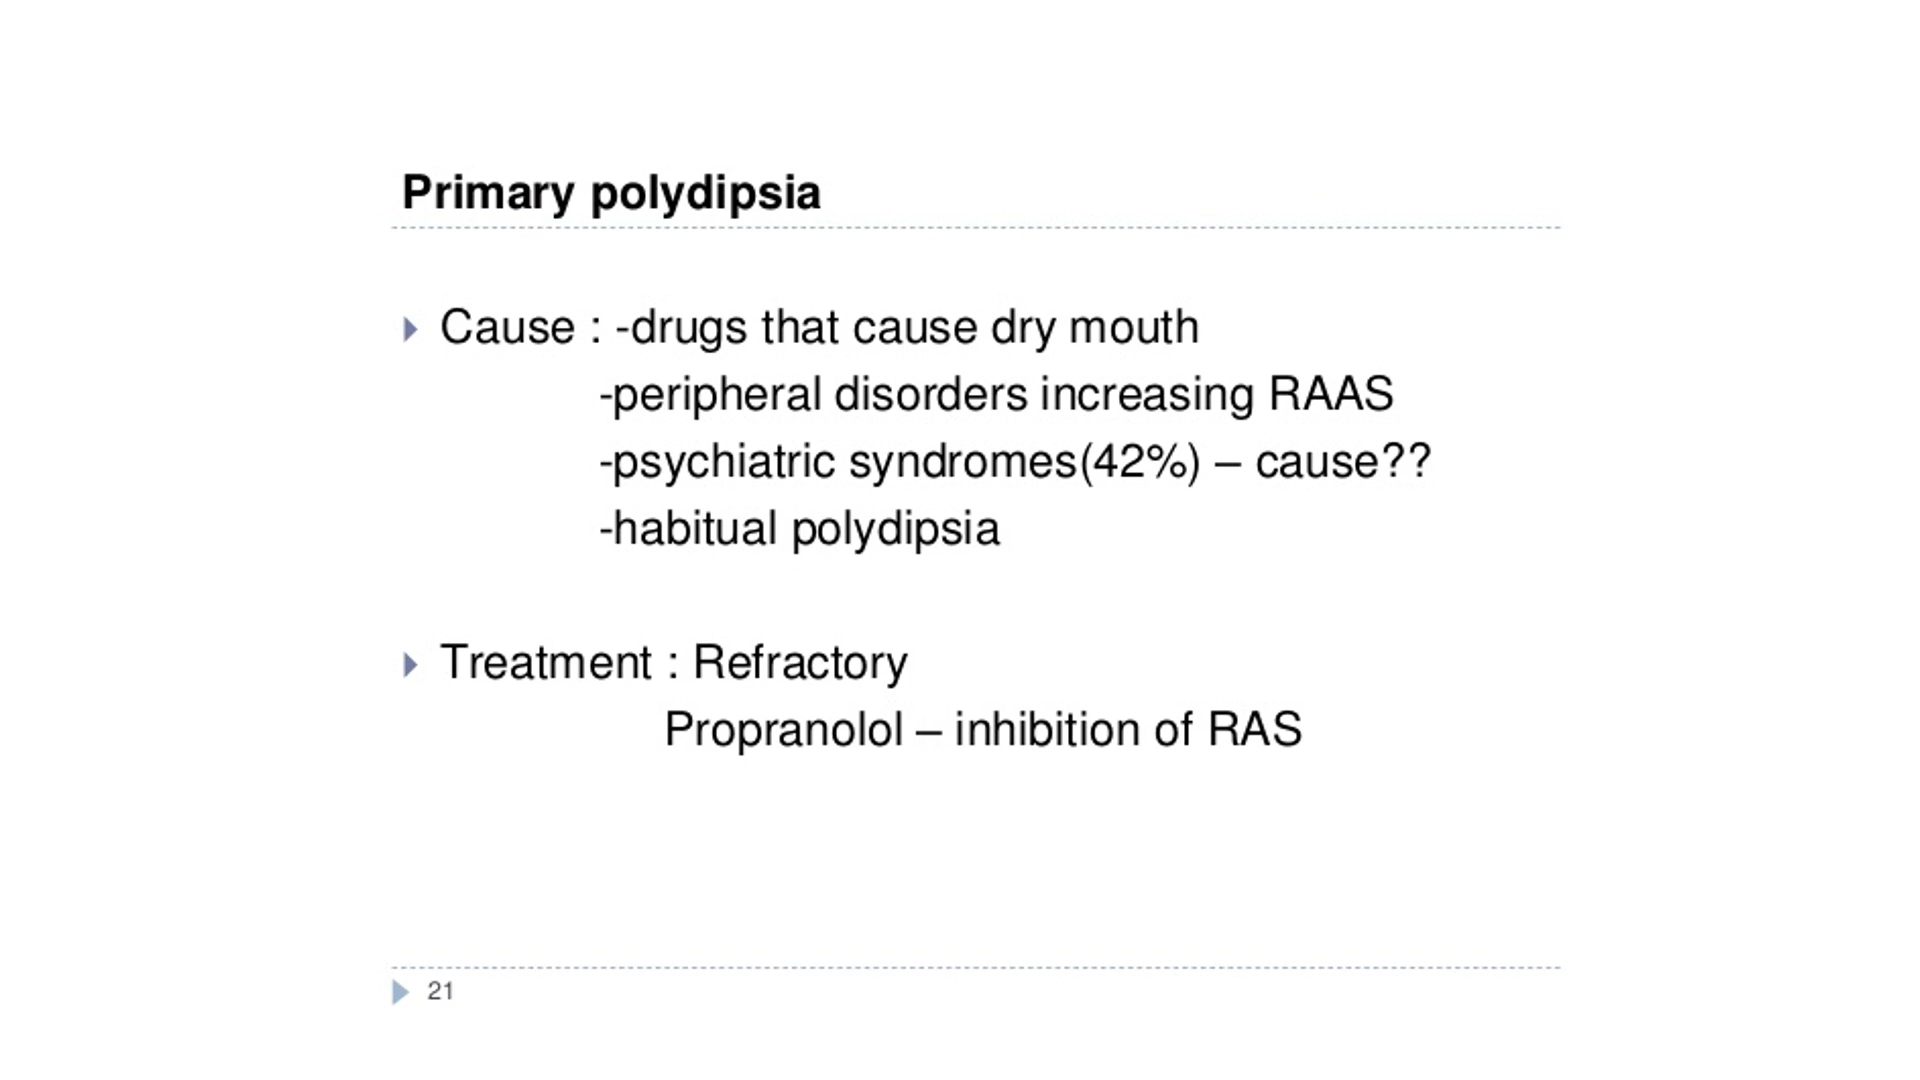 Primary polydipsia
Cause : -drugs that cause dry mouth
-peripheral disorders increasing RAAS
-psychiatric syndromes(42%) – cause??
-habitual polydipsia
Treatment : Refractory
Propranolol – inhibition of RAS
21